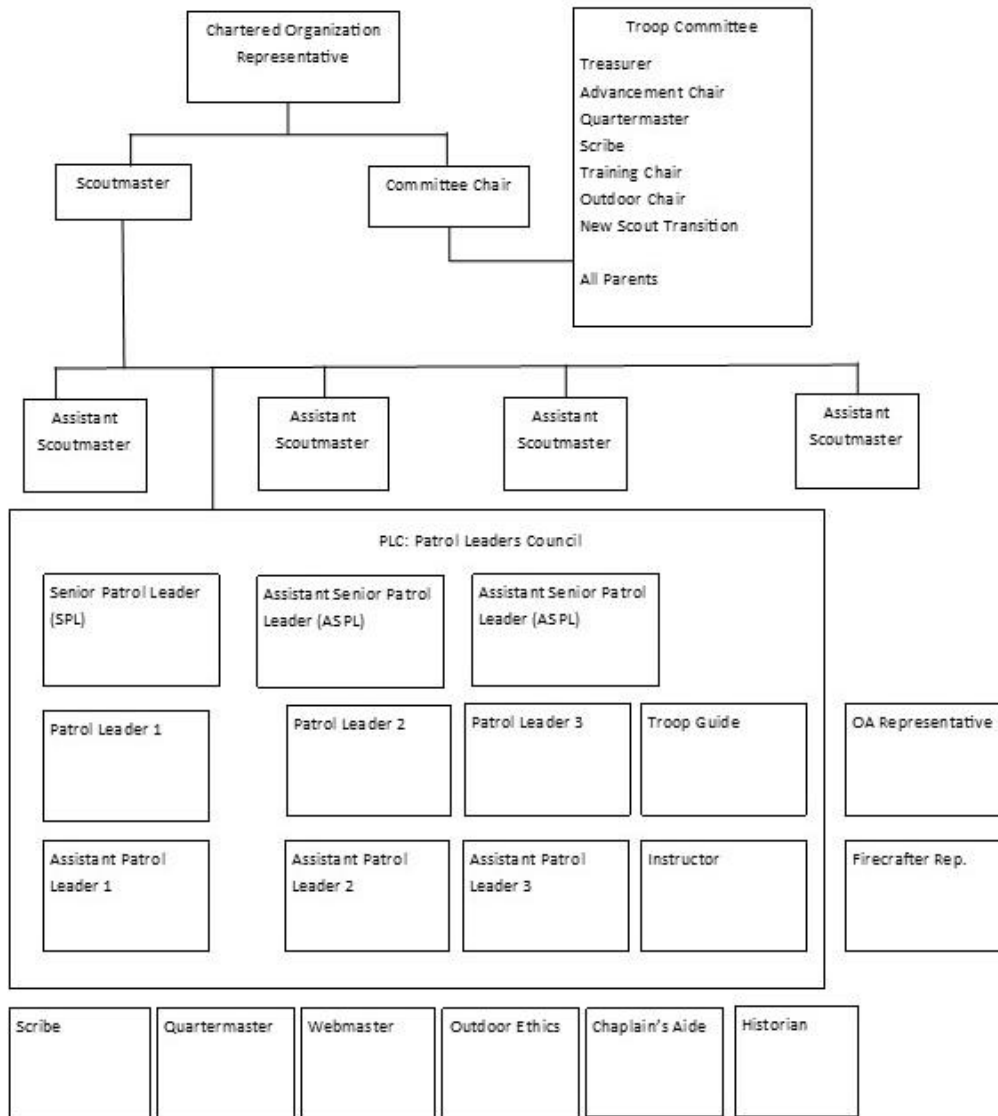 Chartered Organization
Representative
Troop Committee
Treasurer
Advancement Chair
Quartermaster
Scribe
Training Chair
Outdoor Chair
New Scout Transition
All Parents
Scoutmaster
Committee Chair
Assistant
Scoutmaster
Assistant
Scoutmaster
Assistant
Scoutmaster
Assistant
Scoutmaster
PLC: Patrol Leaders Council
Senior Patrol Leader
(SPL)
Assistant Senior Patrol
Leader (ASPL)
Assistant Senior Patrol
Leader (ASPL)
Patrol Leader 1
Patrol Leader 2
Patrol Leader 3
Troop Guide
OA Representative
Assistant Patrol
Leader 1
Assistant Patrol
Leader 2
Assistant Patrol
Leader 3
Instructor
Firecrafter Rep.
Scribe
Quartermaster
Webmaster
Outdoor Ethics
Chaplain's Aide
Historian